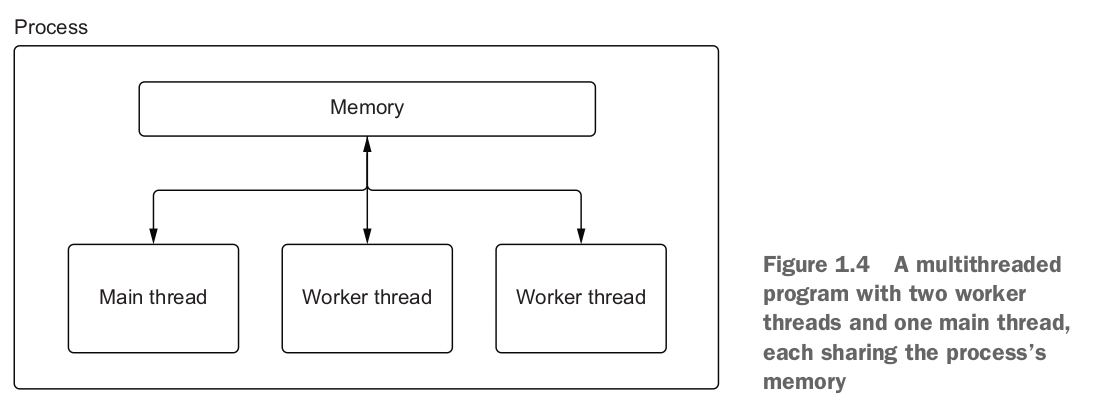 Process
Memory
Main thread
Worker thread
Worker thread
Figure 1.4 A multithreaded
program with two worker
threads and one main thread,
each sharing the process’s
memory